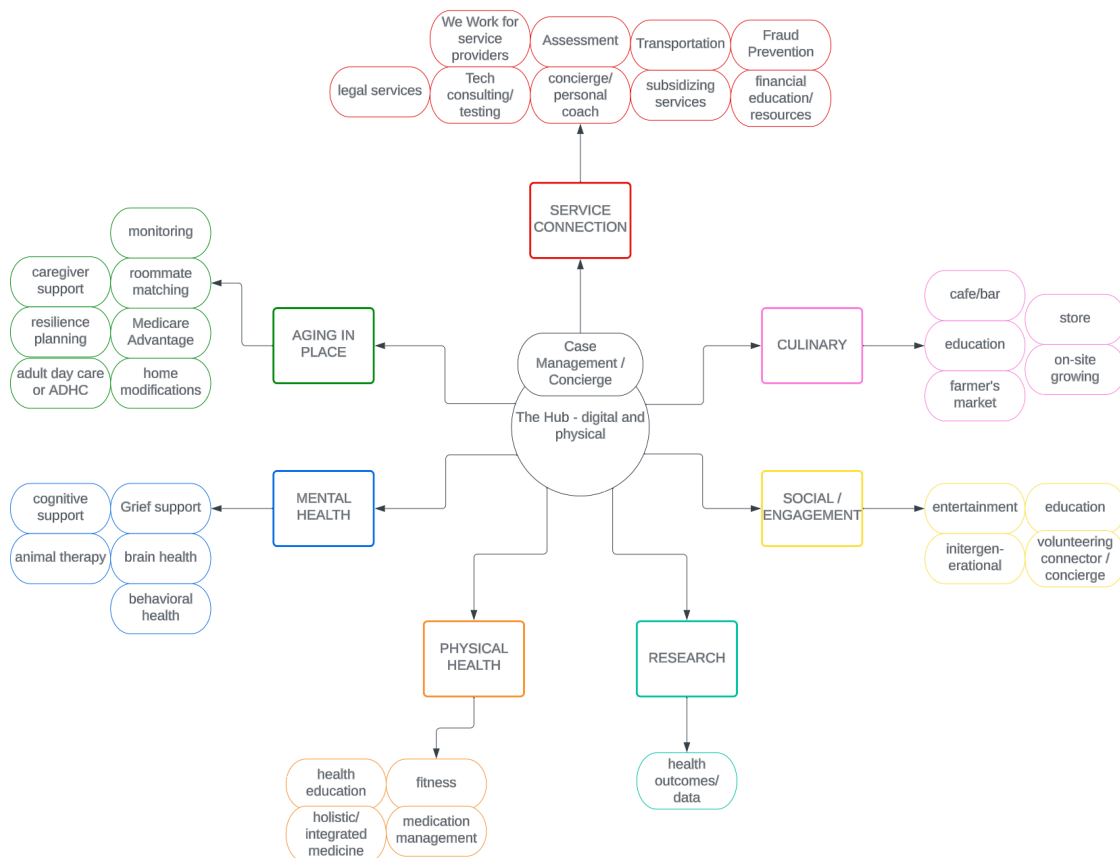 We Work for
service
providers
Assessment
Transportation
Fraud
Prevention
legal services
Tech
consulting/
testing
concierge/
personal
coach
subsidizing
services
financial
education/
resources
SERVICE
CONNECTION
monitoring
caregiver
support
roommate
matching
resilience
planning
Medicare
Advantage
adult day care
or ADHC
home
modifications
AGING IN
PLACE
Case
Management /
Concierge
The Hub - digital and
physical
CULINARY
cafe/bar
store
education
on-site
growing
farmer's
market
cognitive
support
Grief support
animal therapy
brain health
behavioral
health
MENTAL
HEALTH
SOCIAL /
ENGAGEMENT
entertainment
education
initergen-
erational
volunteering
connector /
concierge
PHYSICAL
HEALTH
RESEARCH
health
education
fitness
holistic/
integrated
medicine
medication
management
health
outcomes/
data